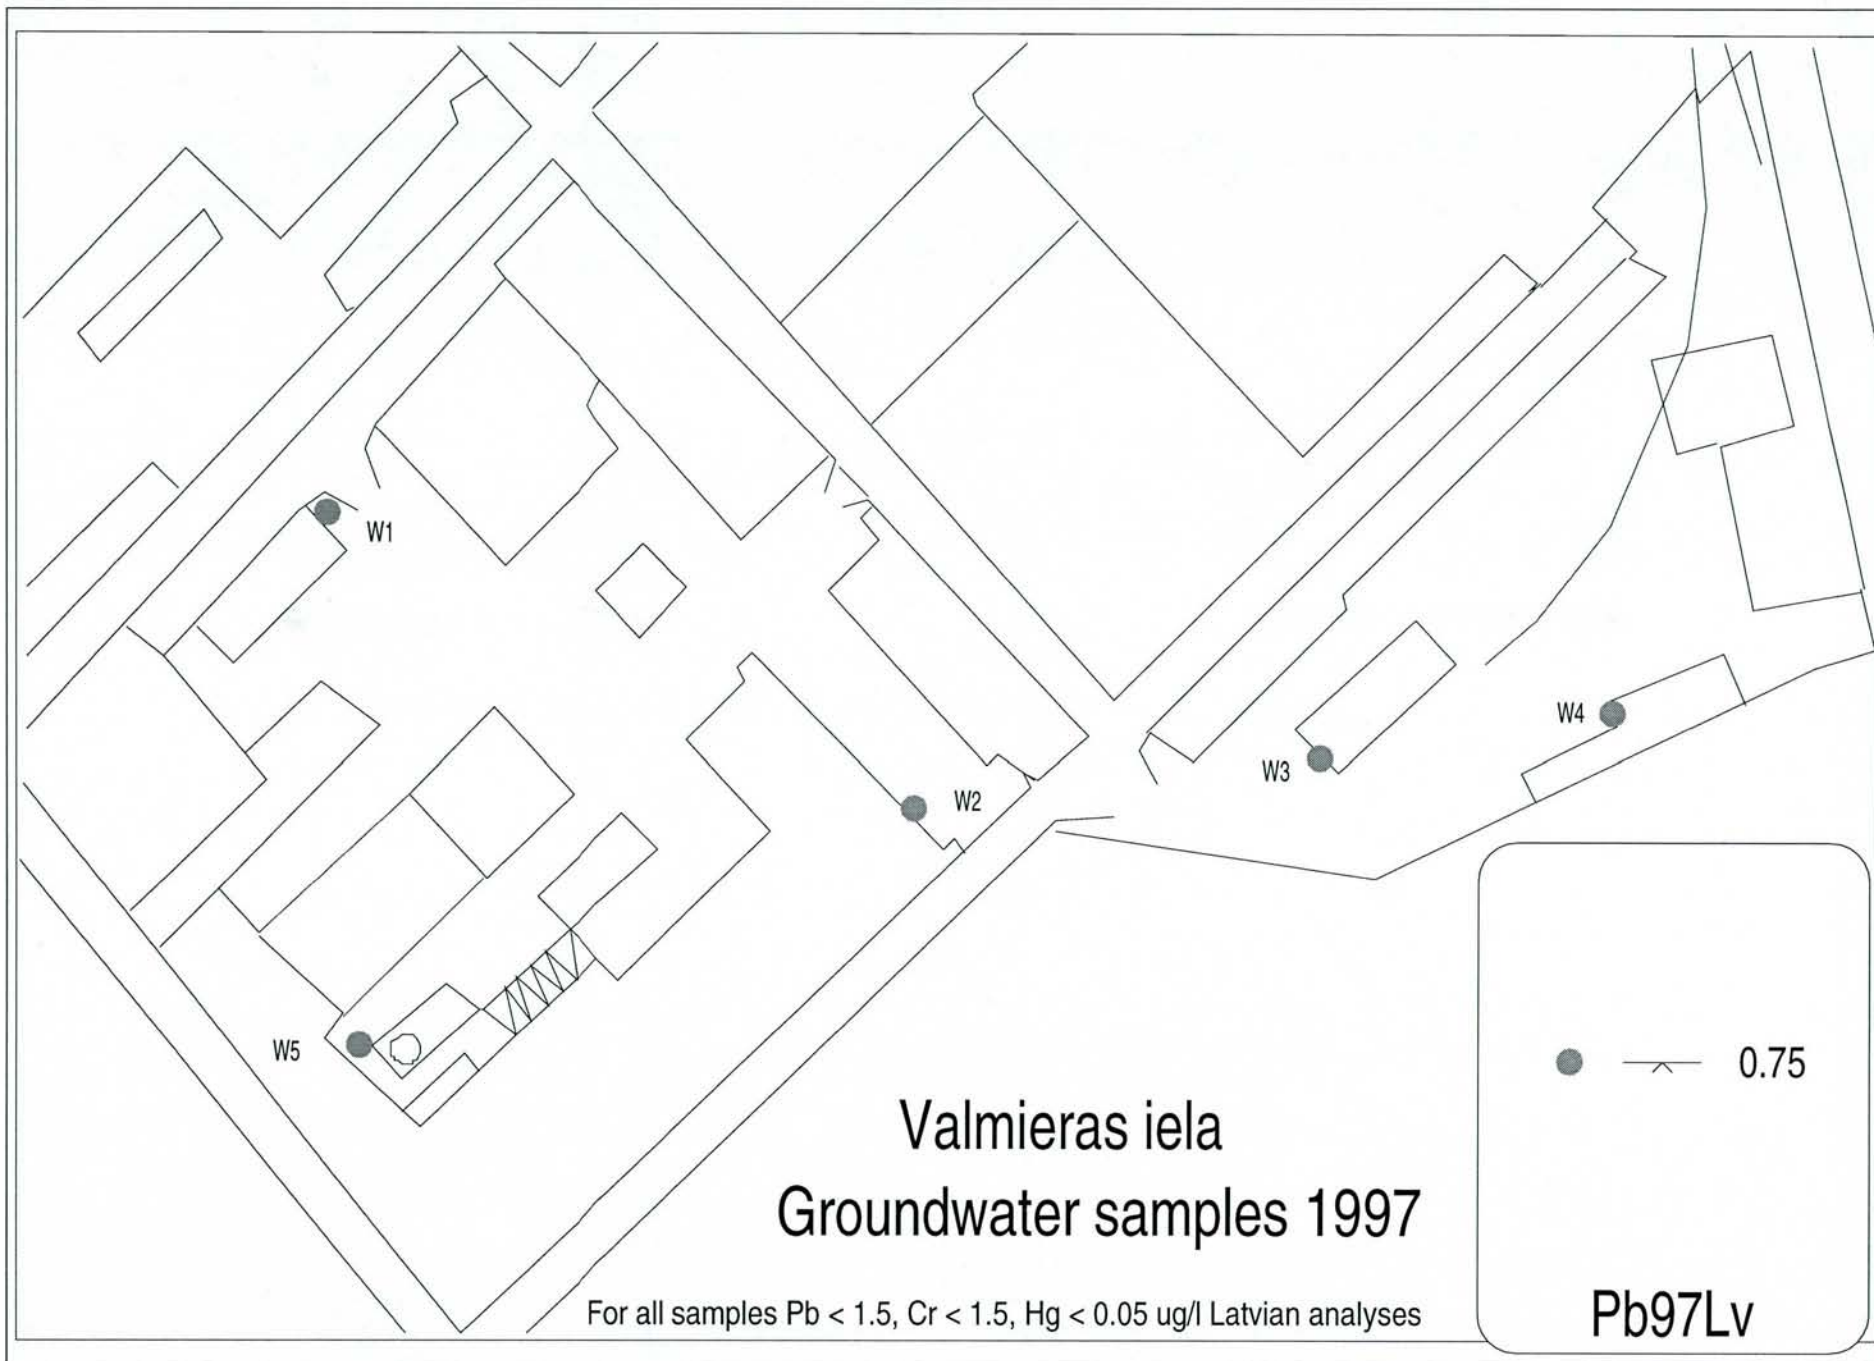 W1
W4
W3
W2
W5
0.75
Valmieras iela
Groundwater samples 1997
For all samples Pb < 1.5, Cr < 1.5, Hg < 0.05 ug/l Latvian analyses
Pb97Lv